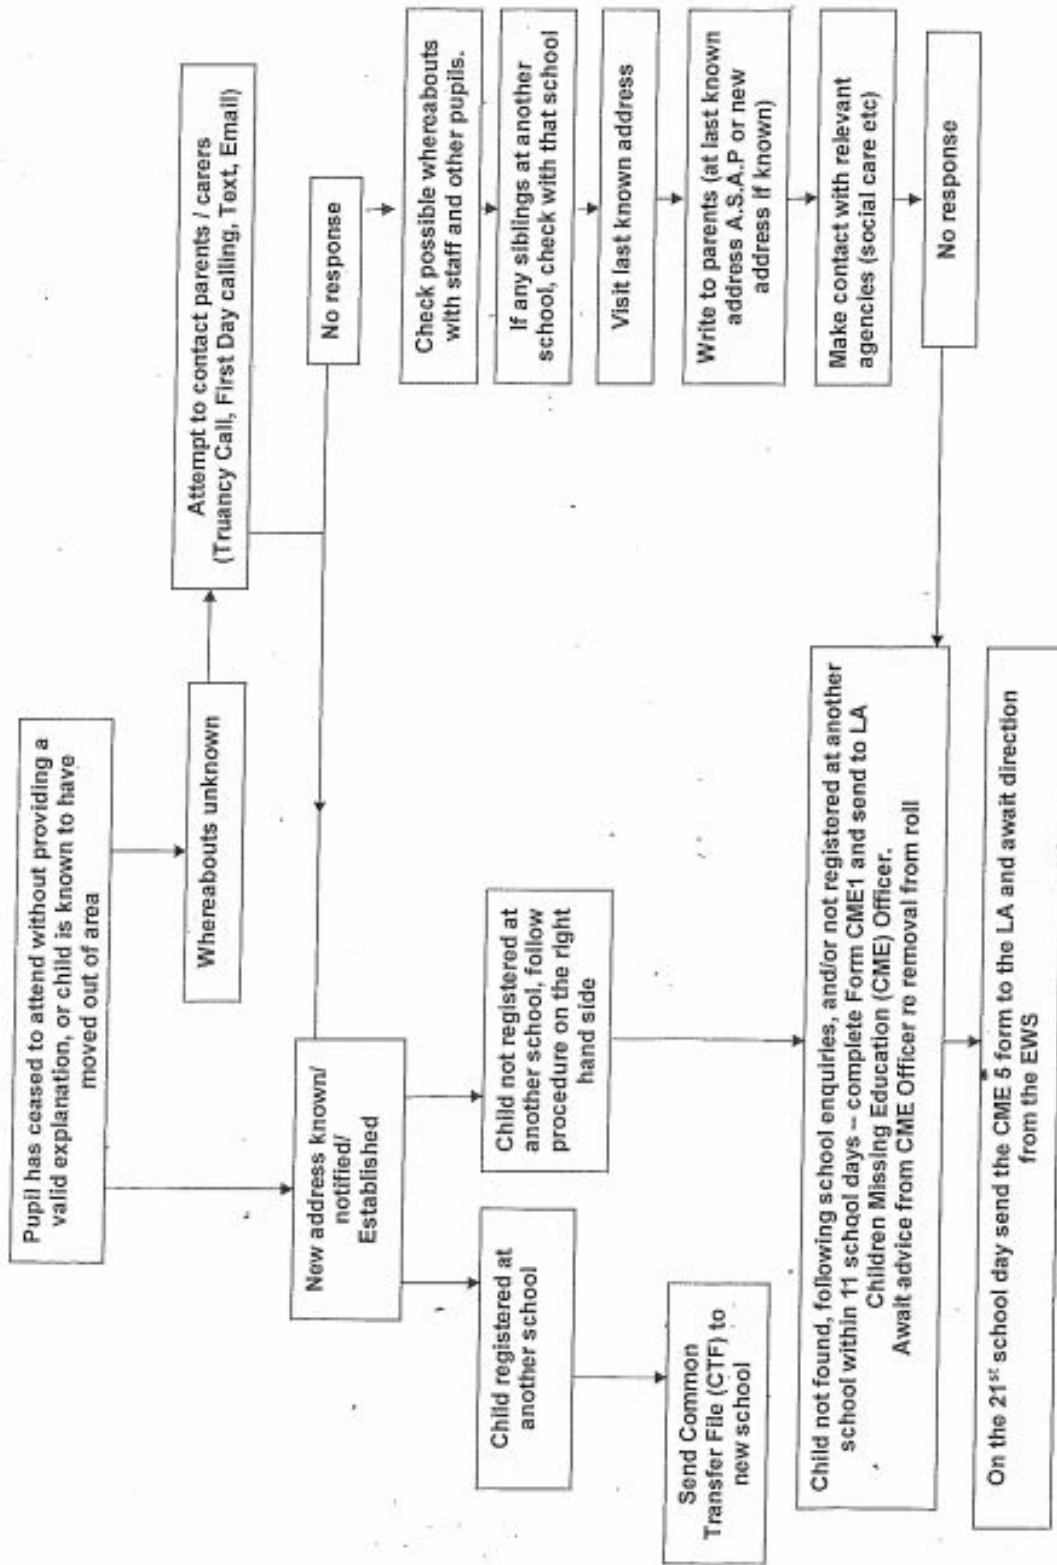 Pupil has ceased to attend without providing a
valid explanation, or child is known to have
moved out of area
Whereabouts unknown
Attempt to contact parents / carers
(Truancy Call, First Day calling, Text, Email)
New address known/
notified/
Established
No response
Check possible whereabouts
with staff and other pupils.
If any siblings at another
school, check with that school
Visit last known address
Write to parents (at last known
address A.S.A.P or new
address if known)
Make contact with relevant
agencies (social care etc)
No response
Child registered at
another school
Child not registered at
another school, follow
procedure on the right
hand side
Send Common
Transfer File (CTF) to
new school
Child not found, following school enquiries, and/or not registered at another
school within 11 school days – complete Form CME1 and send to LA
Children Missing Education (CME) Officer.
Await advice from CME Officer re removal from roll
On the 21st school day send the CME 5 form to the LA and await direction
from the EWS